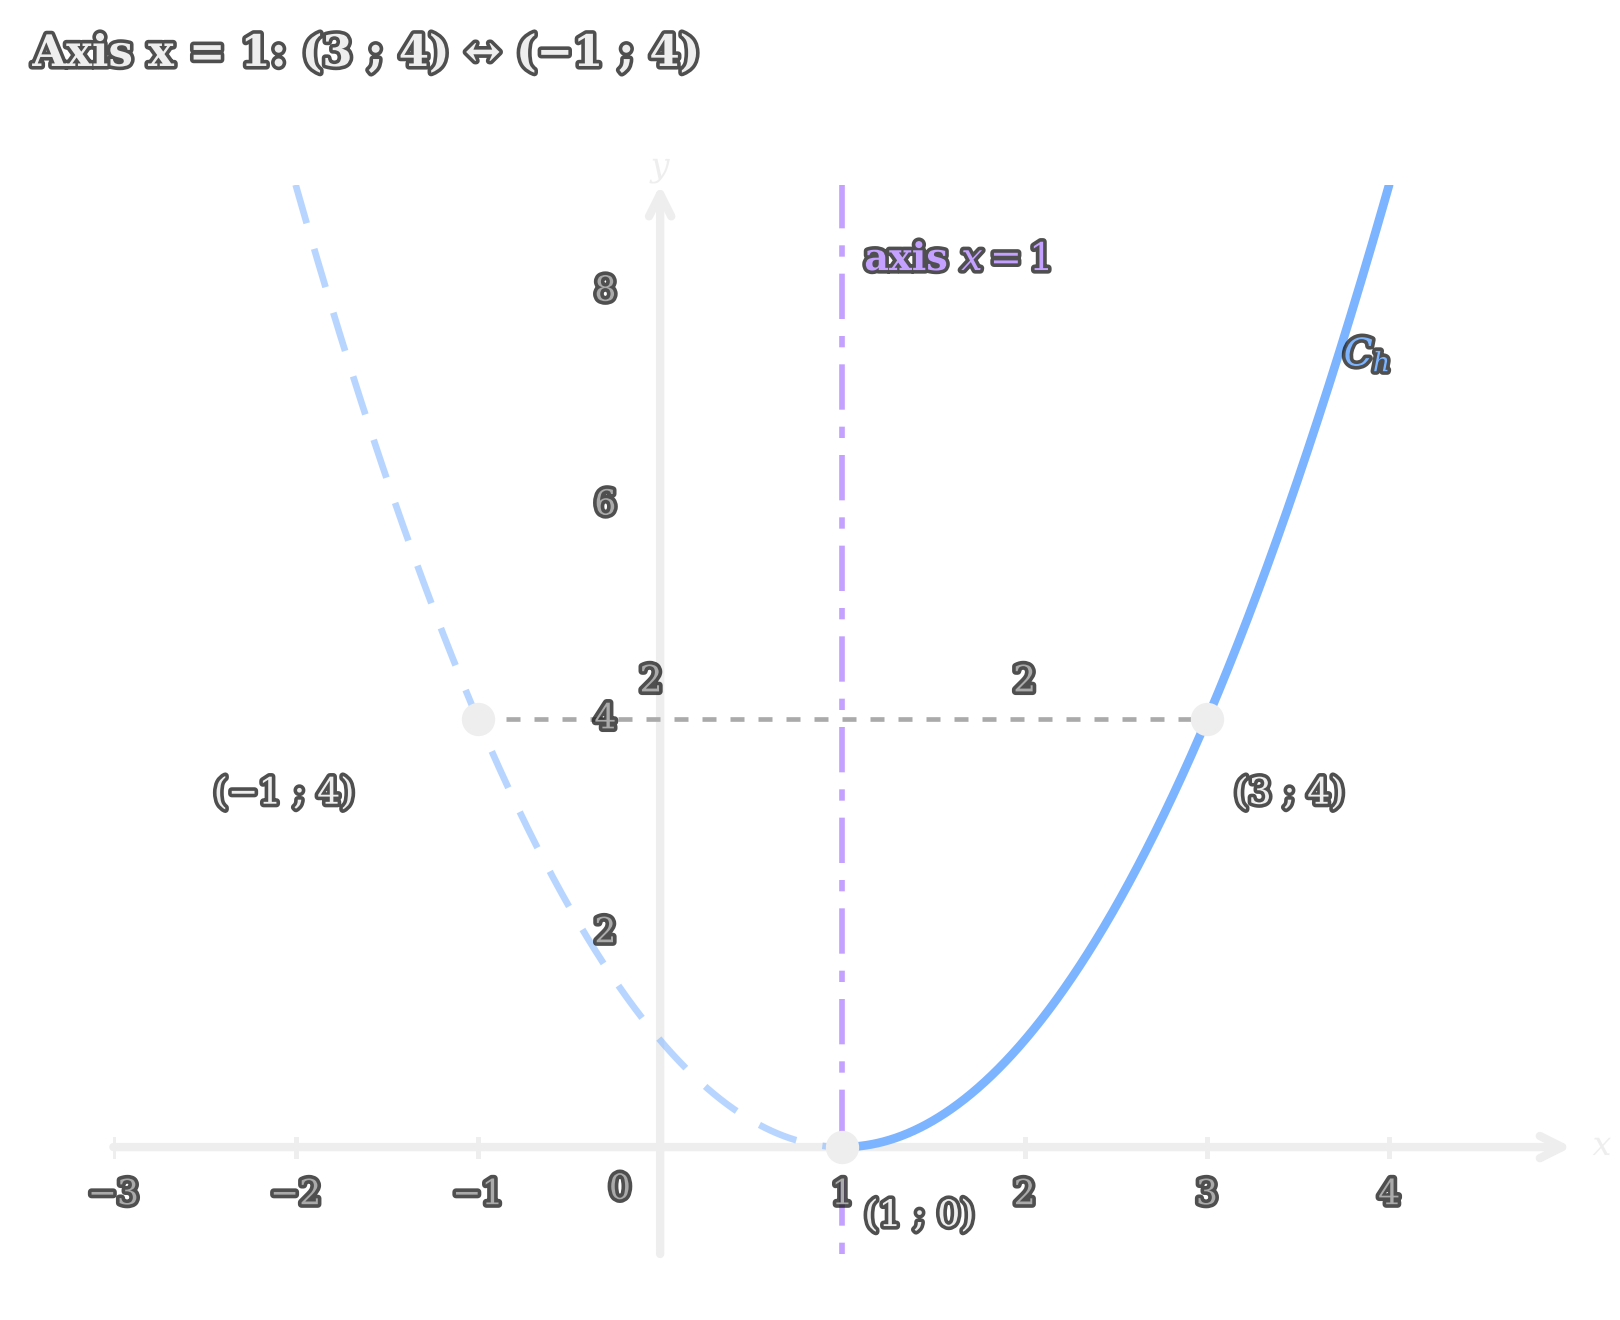 Axis x = 1: (3 ; 4) ⇔ (−1 ; 4)
y
axis x = 1
8
C_h
6
2
2
4
(−1 ; 4)
(3 ; 4)
2
x
−3
−2
−1
0
1
2
3
4
(1 ; 0)